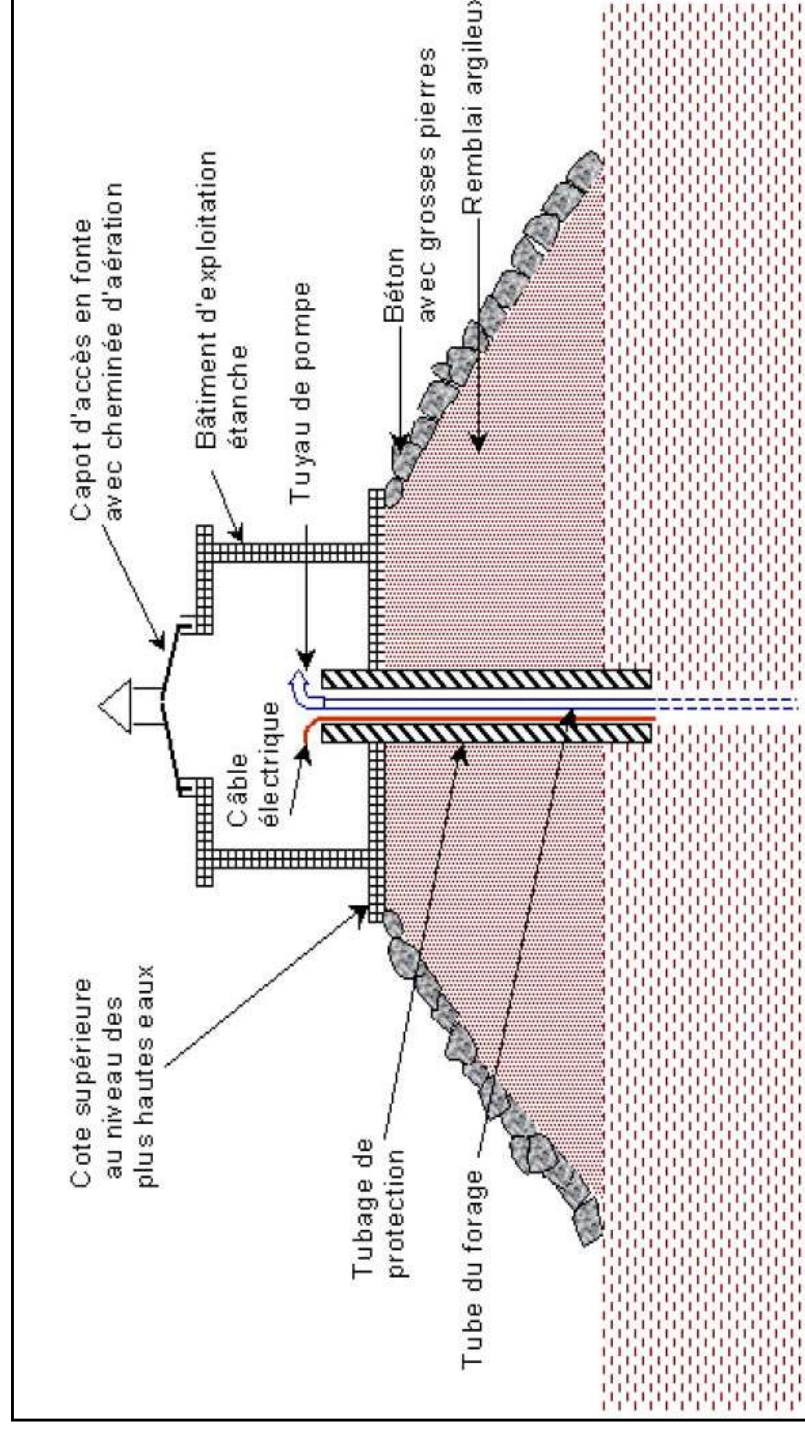 Capot d'accès en fonte
avec cheminée d'aération
Bâtiment d'exploitation
étanche
Tuyau de pompe
Béton
avec grosses pierres
Remblai argileux
Câble
électrique
Cote supérieure
au niveau des
plus hautes eaux
Tubage de
protection
Tube du forage